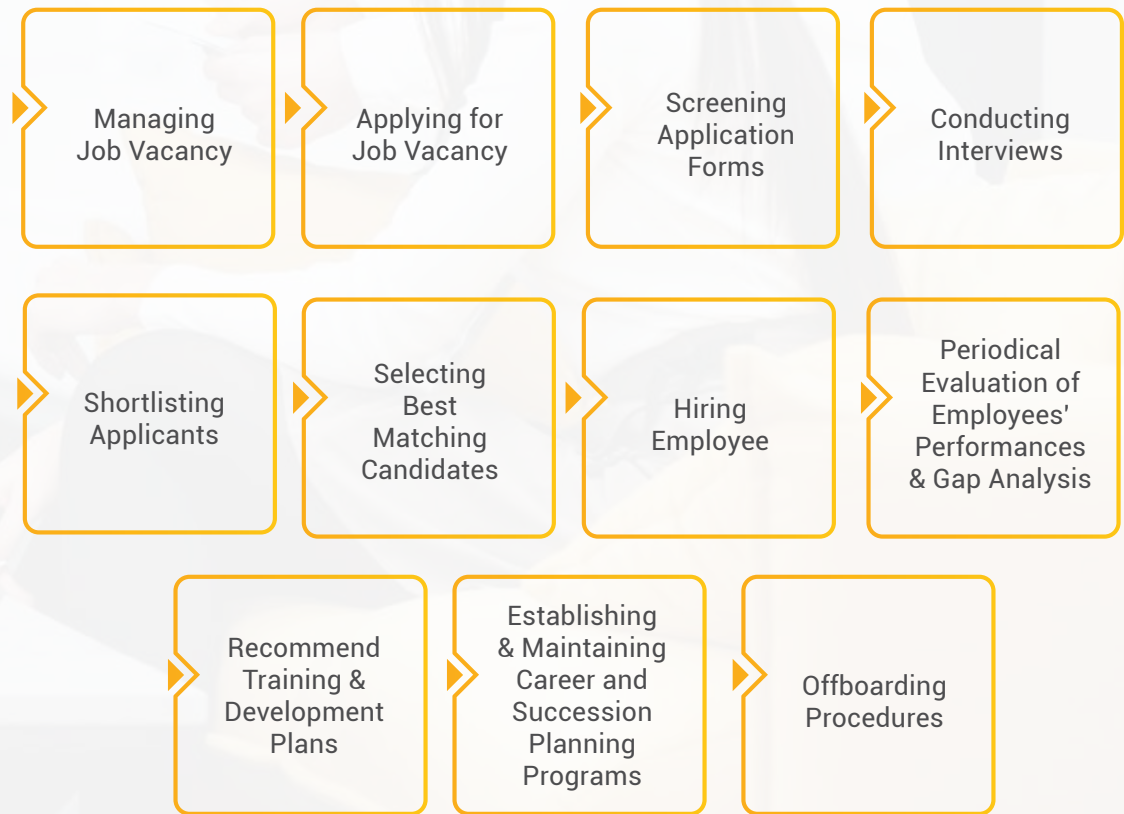 Managing
Job Vacancy
Applying for
Job Vacancy
Screening
Application
Forms
Conducting
Interviews
Shortlisting
Applicants
Selecting
Best
Matching
Candidates
Hiring
Employee
Periodical
Evaluation of
Employees'
Performances
& Gap Analysis
Recommend
Training &
Development
Plans
Establishing
& Maintaining
Career and
Succession
Planning
Programs
Offboarding
Procedures